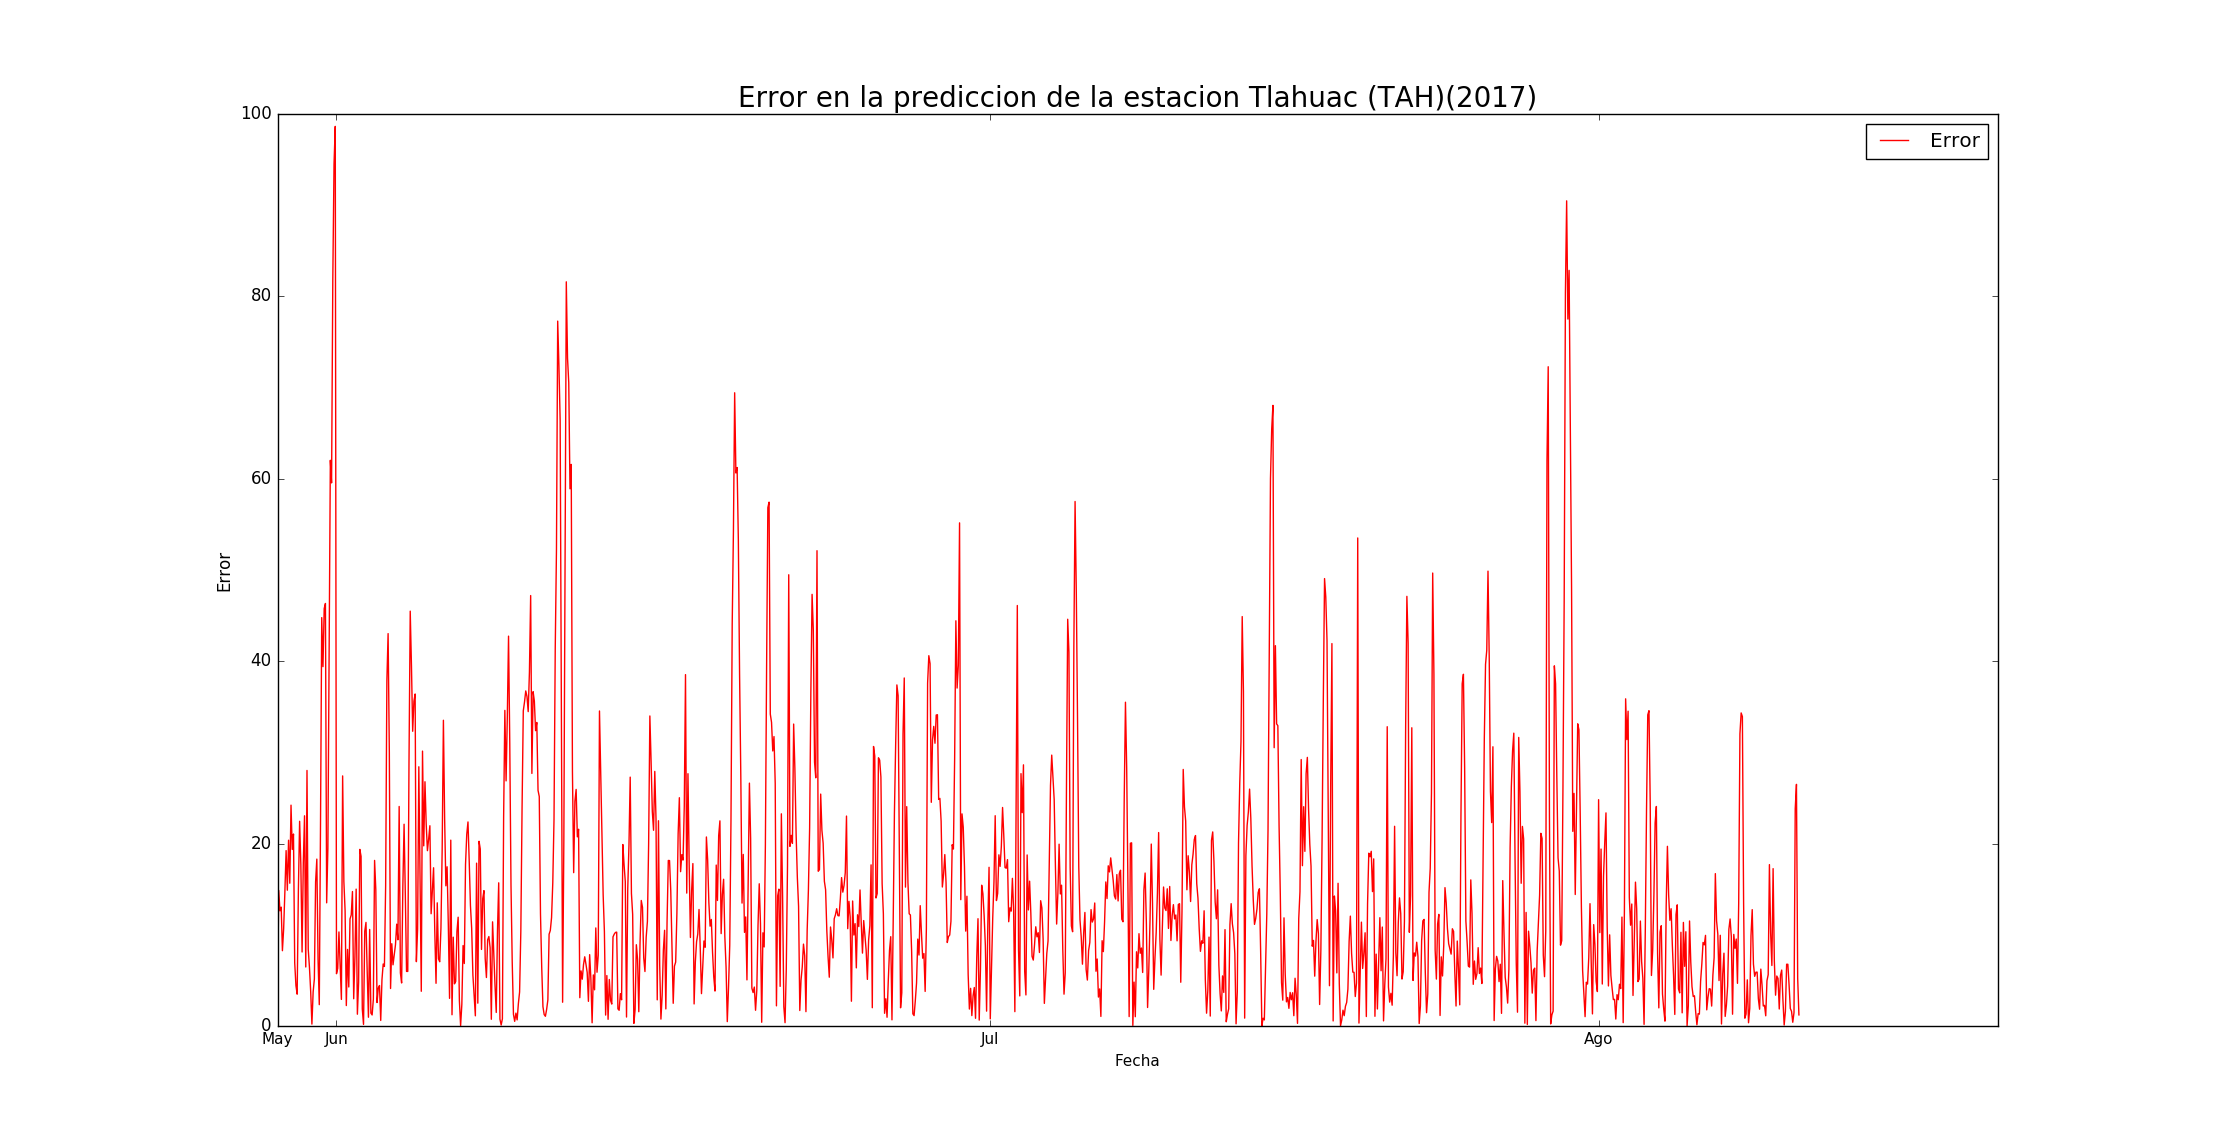 Error en la prediccion de la estacion Tlahuac (TAH)(2017)
Error
100
80
60
40
20
0
Error
May Jun Jul Ago
Fecha